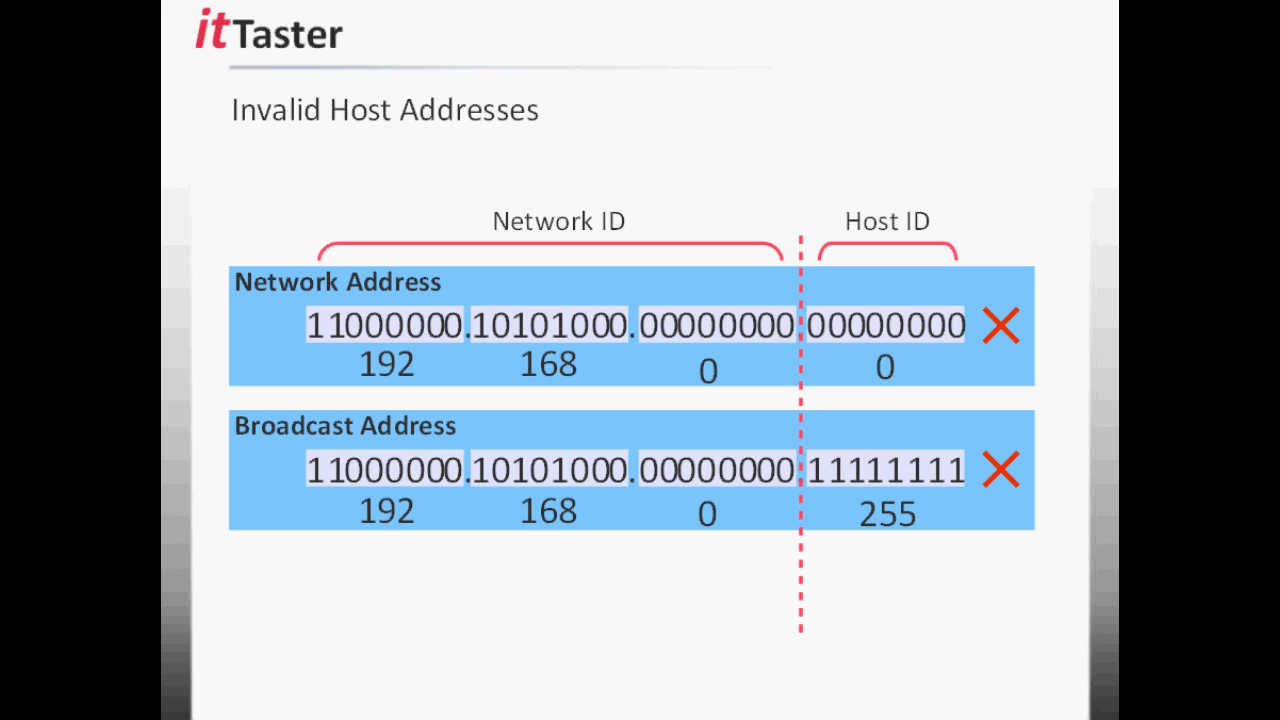 itTaster
Invalid Host Addresses
Network ID Host ID
Network Address
11000000.10101000.00000000.00000000
192 168 0 0
Broadcast Address
11000000.10101000.00000000.11111111
192 168 0 255